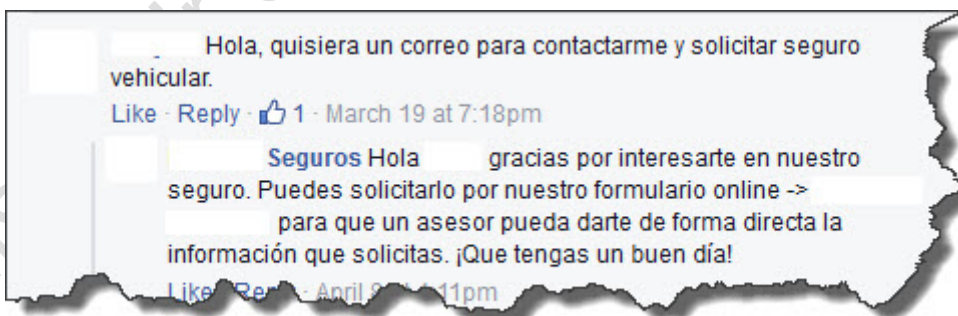 Hola, quisiera un correo para contactarme y solicitar seguro
vehicular.
Like · Reply · 1 · March 19 at 7:18pm
Seguros Hola gracias por interesarte en nuestro
seguro. Puedes solicitarlo por nuestro formulario online ->
para que un asesor pueda darte de forma directa la
información que solicitas. ¡Que tengas un buen día!
Like · April